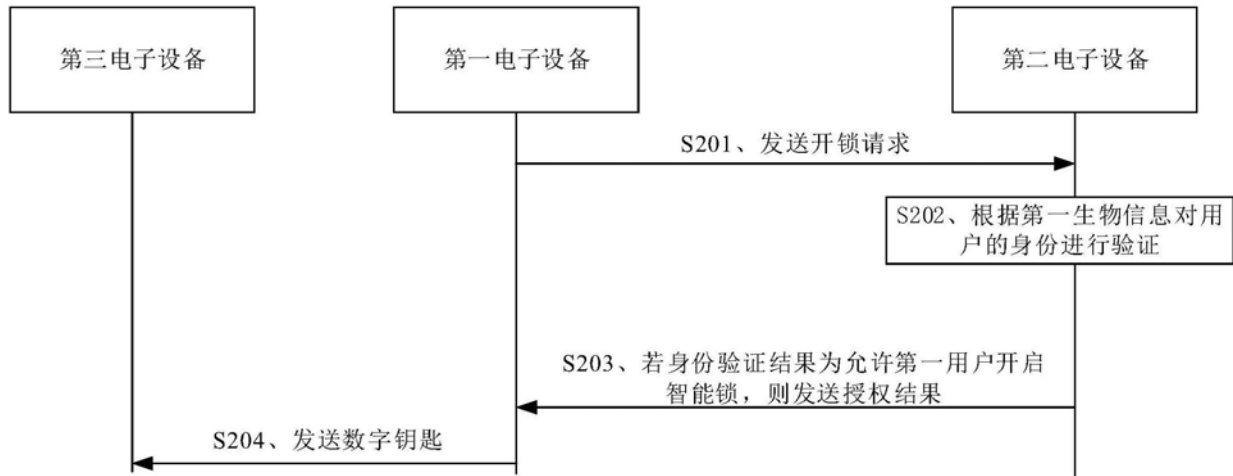 第三电子设备
第一电子设备
第二电子设备
S201、发送开锁请求
S202、根据第一生物信息对用
户的身份进行验证
S203、若身份验证结果为允许第一用户开启
智能锁，则发送授权结果
S204、发送数字钥匙